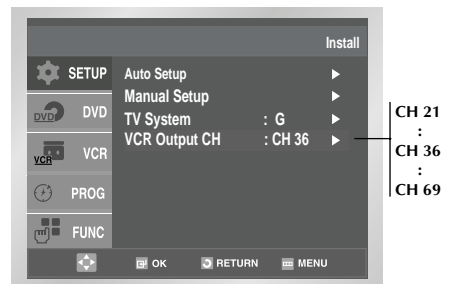 Install
SETUP
DVD
DVD
VCR
VCR
PROG
FUNC
Auto Setup
Manual Setup
TV System : G
VCR Output CH : CH 36
CH 21
:
CH 36
:
CH 69
OK RETURN MENU